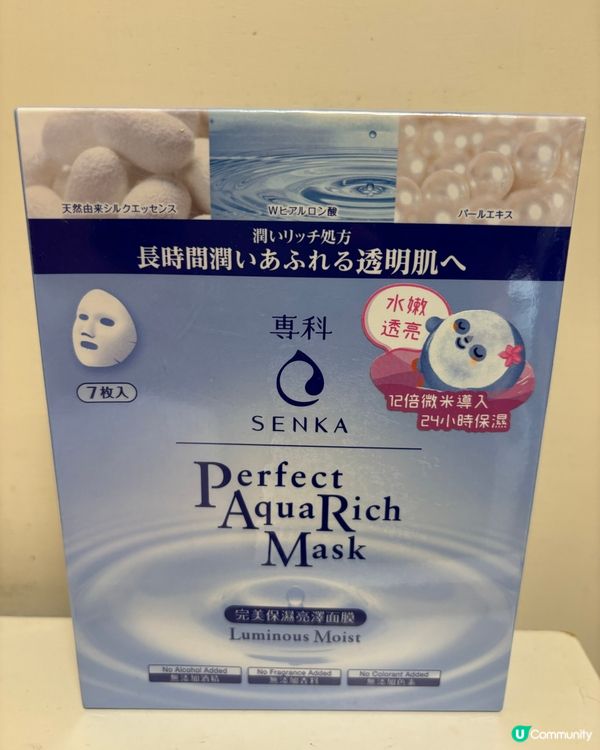 天然由来シルクエッセンス
Wヒアルロン酸
パールエキス
潤いリッチ処方
長時間潤いあふれる透明肌へ
水嫩
透亮
12倍微米導入
24小時保濕
7枚入
専科
SENKA
Perfect
AquaRich
Mask
完美保濕亮澤面膜
Luminous Moist
No Alcohol Added
無添加酒精
No Fragrance Added
無添加香料
No Colorant Added
無添加色素
U Community